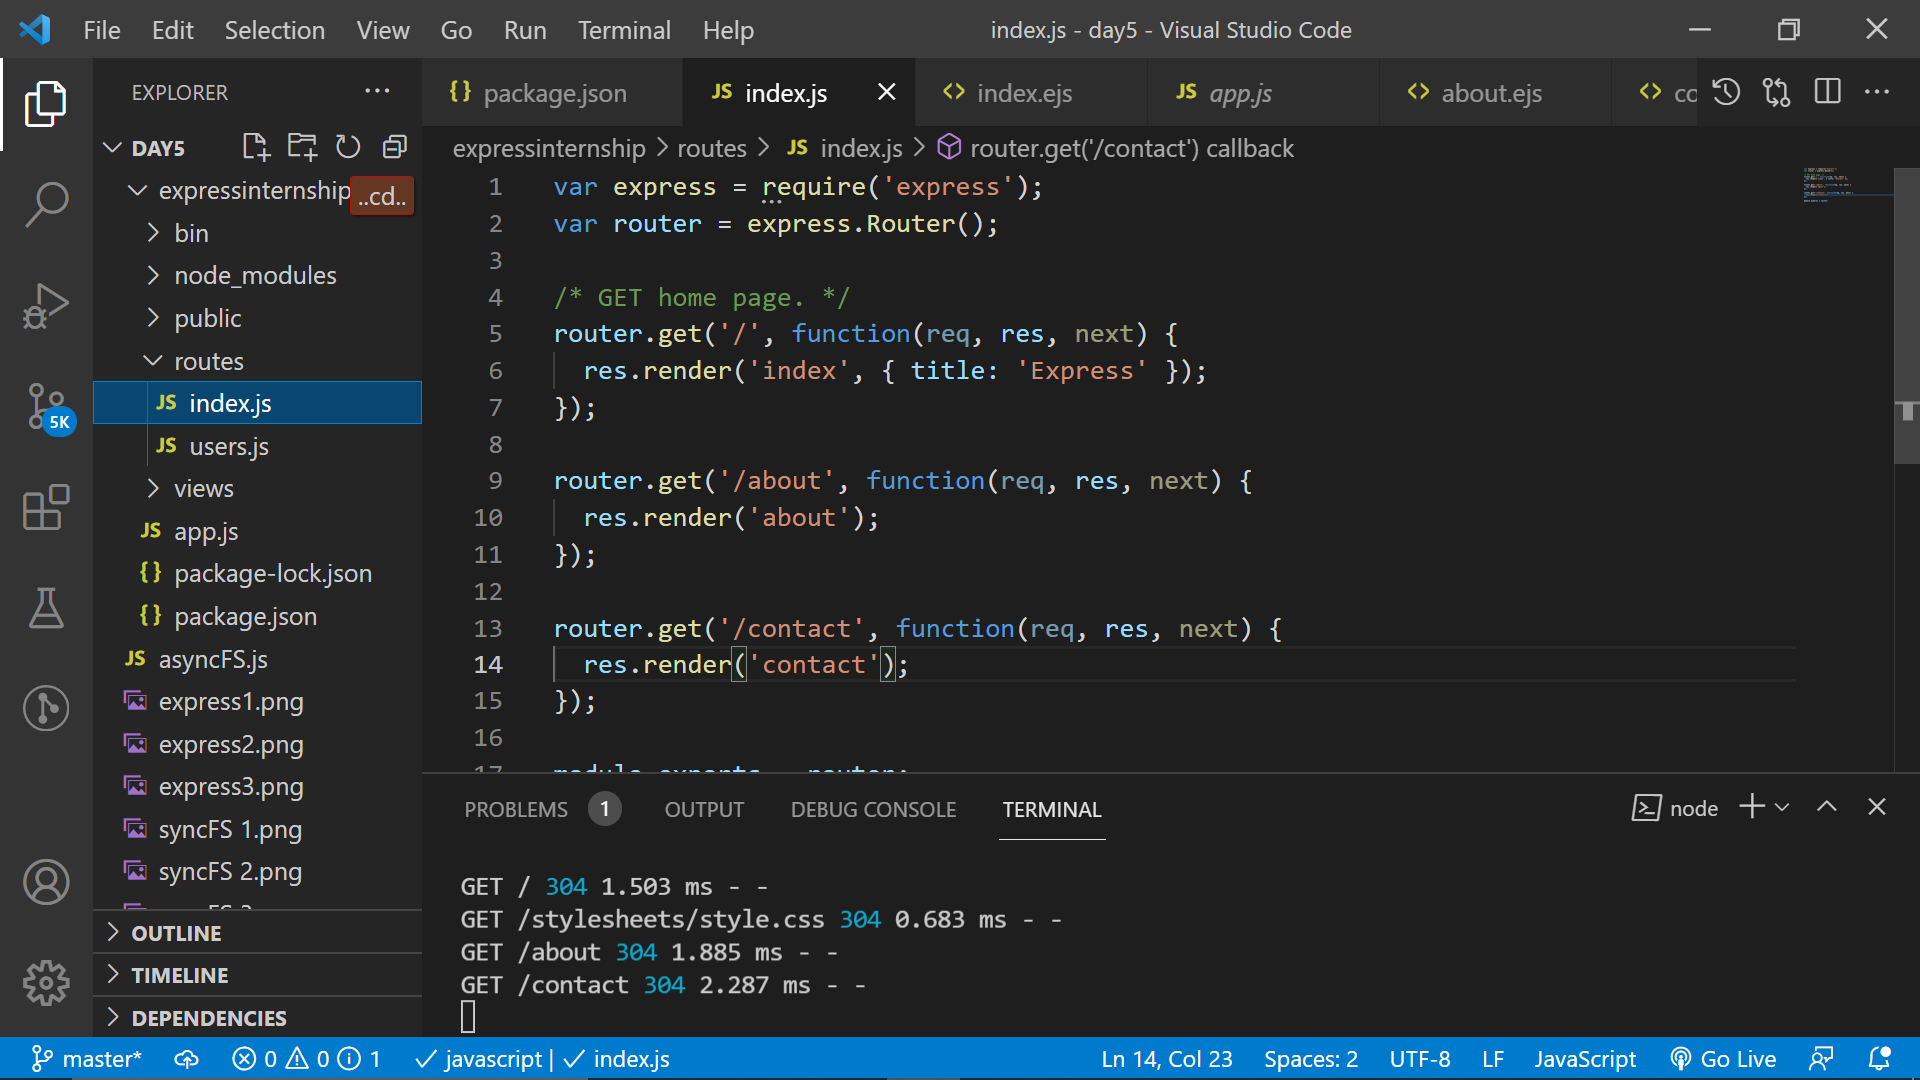 File Edit Selection View Go Run Terminal Help
index.js - day5 - Visual Studio Code
EXPLORER
DAY5
expressinternship
..cd..
bin
node_modules
public
routes
JS index.js
JS users.js
views
JS app.js
{} package-lock.json
{} package.json
JS asyncFS.js
express1.png
express2.png
express3.png
syncFS 1.png
syncFS 2.png
OUTLINE
TIMELINE
DEPENDENCIES
5K
{} package.json JS index.js <> index.ejs JS app.js <> about.ejs <> co
expressinternship > routes > JS index.js > router.get('/contact') callback
1 var express = require('express');
2 var router = express.Router();
3
4 /* GET home page. */
5 router.get('/', function(req, res, next) {
6 res.render('index', { title: 'Express' });
7 });
8
9 router.get('/about', function(req, res, next) {
10 res.render('about');
11 });
12
13 router.get('/contact', function(req, res, next) {
14 res.render('contact');
15 });
16
17 module.exports = router;
PROBLEMS 1 OUTPUT DEBUG CONSOLE TERMINAL
node
GET / 304 1.503 ms - -
GET /stylesheets/style.css 304 0.683 ms - -
GET /about 304 1.885 ms - -
GET /contact 304 2.287 ms - -
master* 0 0 1 javascript | index.js
Ln 14, Col 23 Spaces: 2 UTF-8 LF JavaScript Go Live